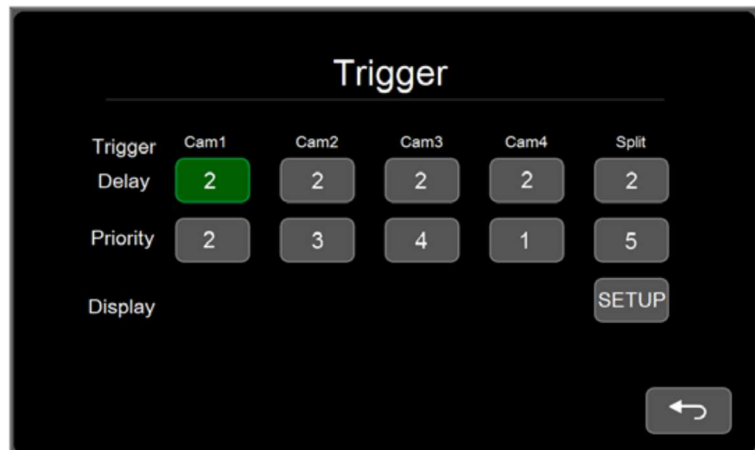 Trigger
Trigger Cam1 Cam2 Cam3 Cam4 Split
Delay 2 2 2 2 2
Priority 2 3 4 1 5
Display SETUP